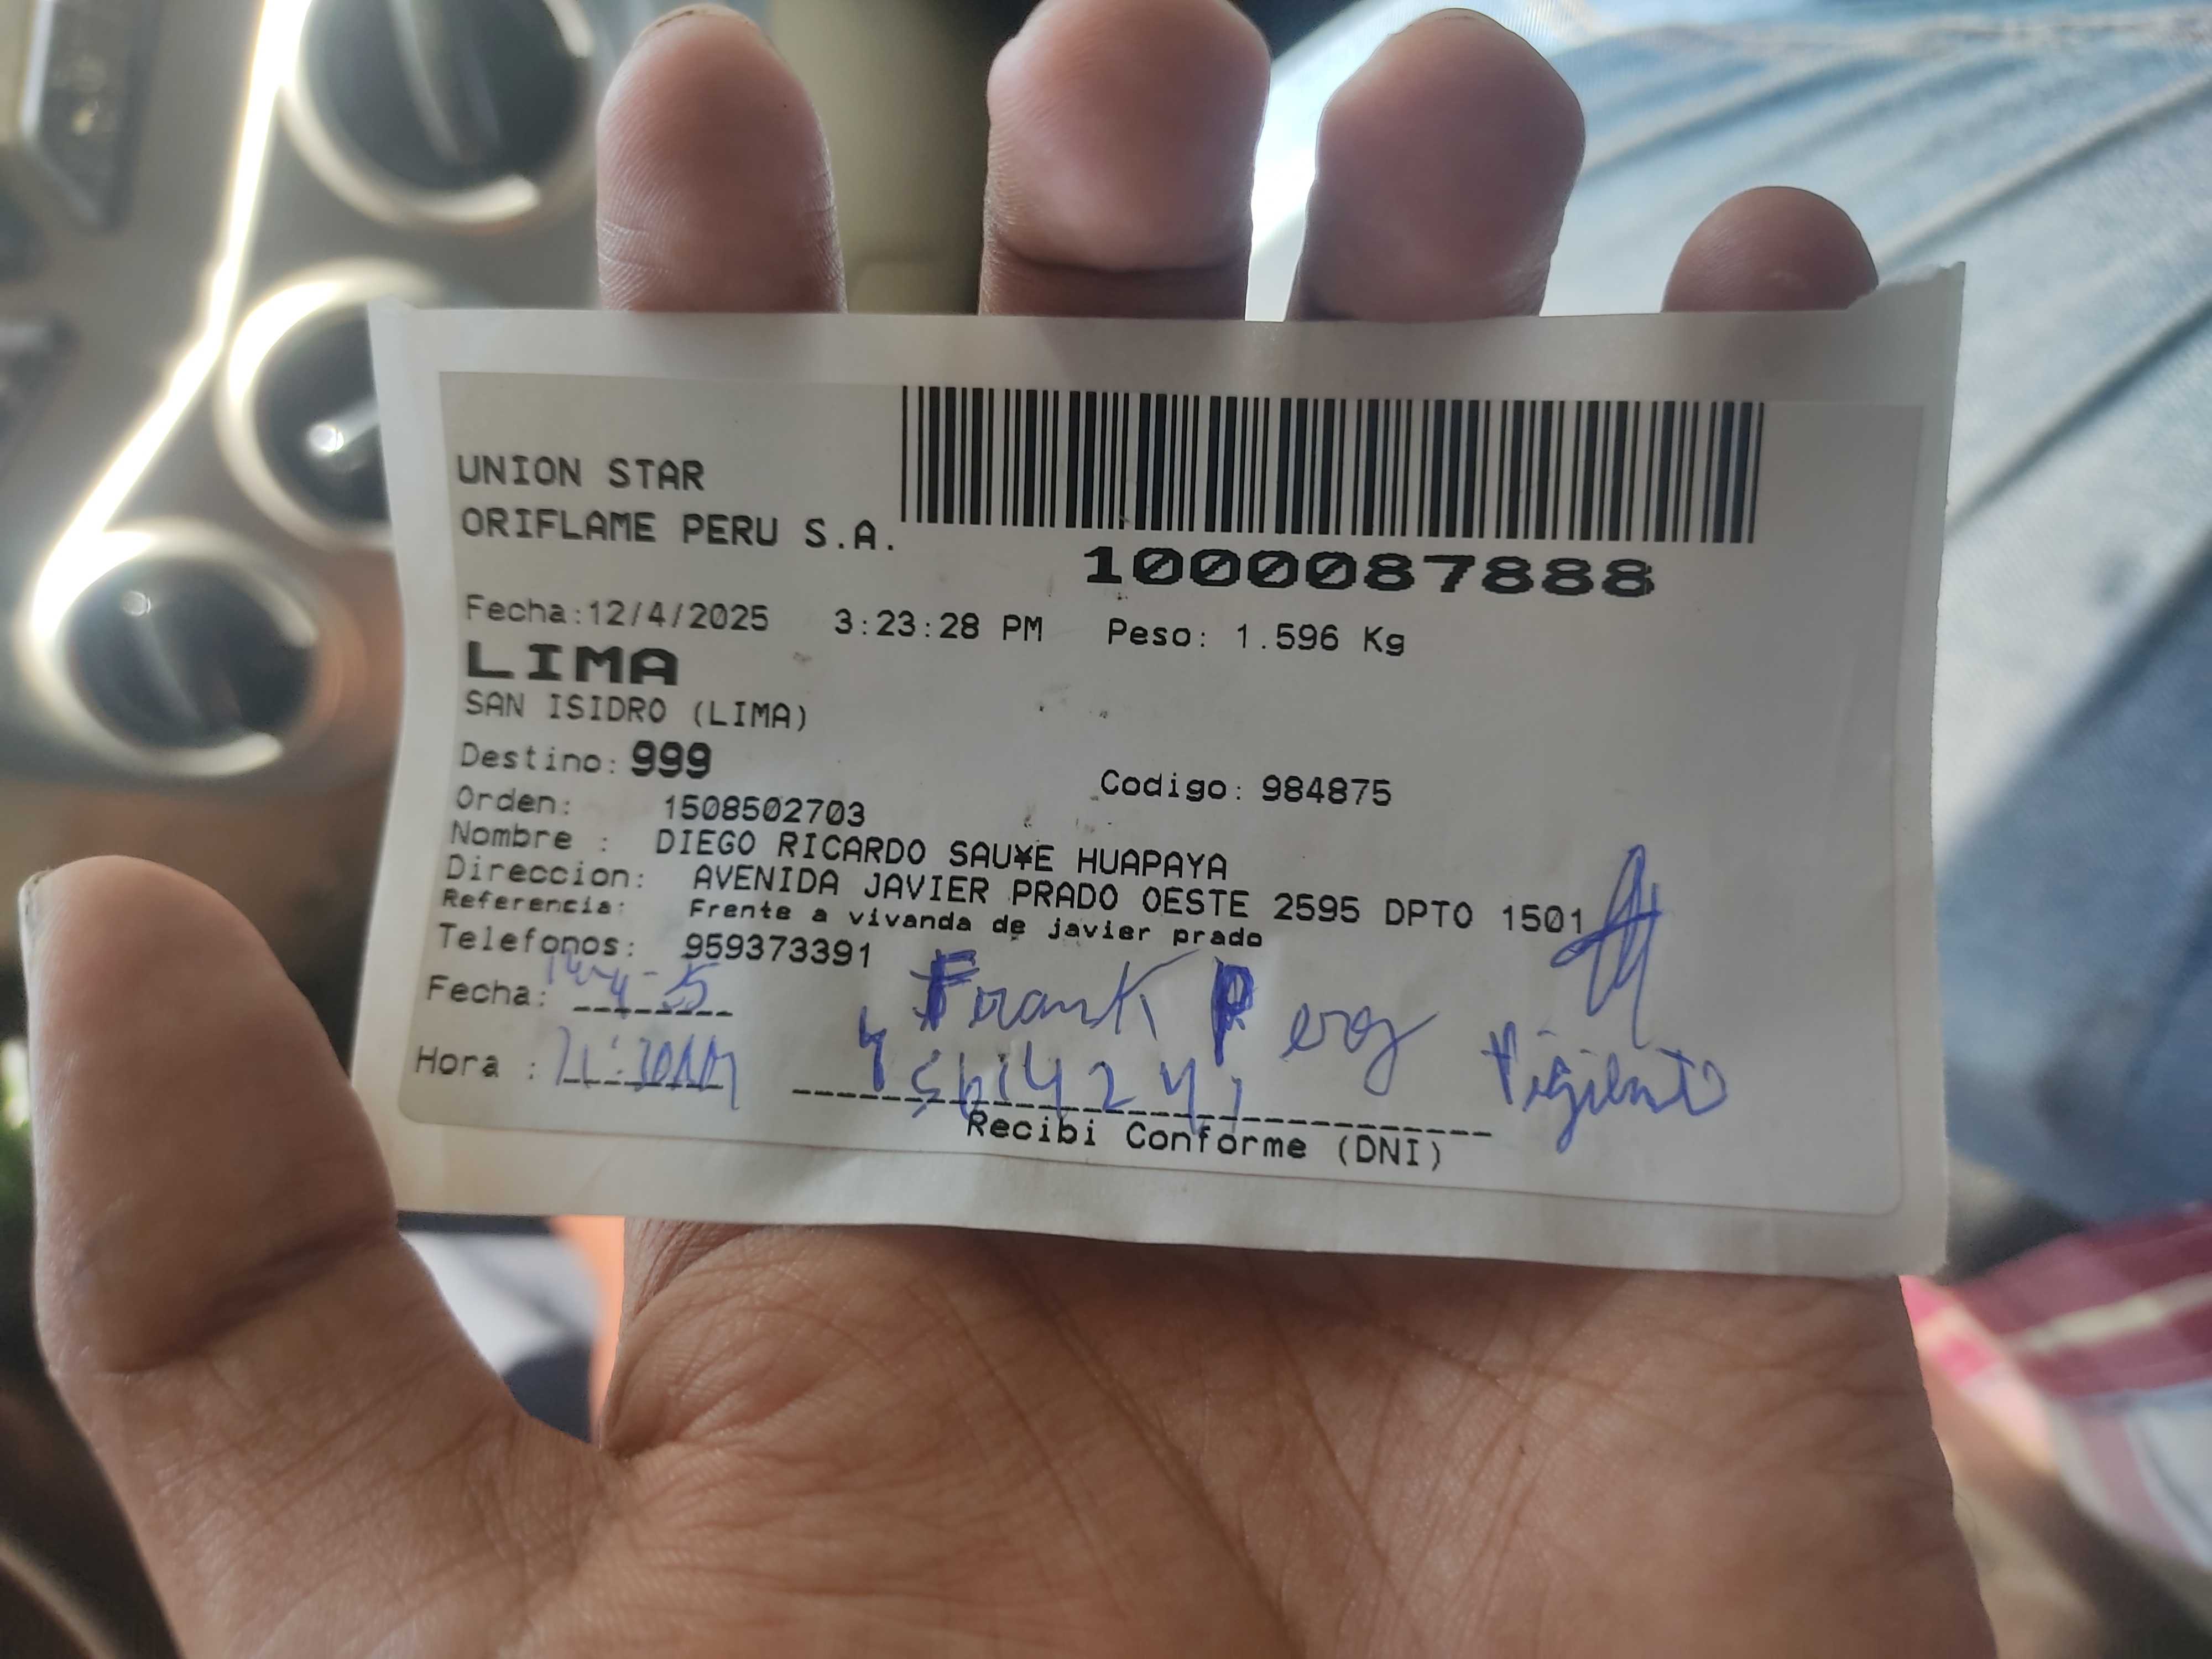 UNION STAR
ORIFLAME PERU S.A.
1000087888
Fecha:12/4/2025 3:23:28 PM Peso: 1.596 Kg
LIMA
SAN ISIDRO (LIMA)
Destino: 999
Codigo: 984875
Orden: 1508502703
Nombre : DIEGO RICARDO SAU¥E HUAPAYA
Direccion: AVENIDA JAVIER PRADO OESTE 2595 DPTO 1501
Referencia: Frente a vivanda de javier prado
Telefonos: 959373391
Fecha:
Frank
Hora :
Recibi Conforme (DNI)